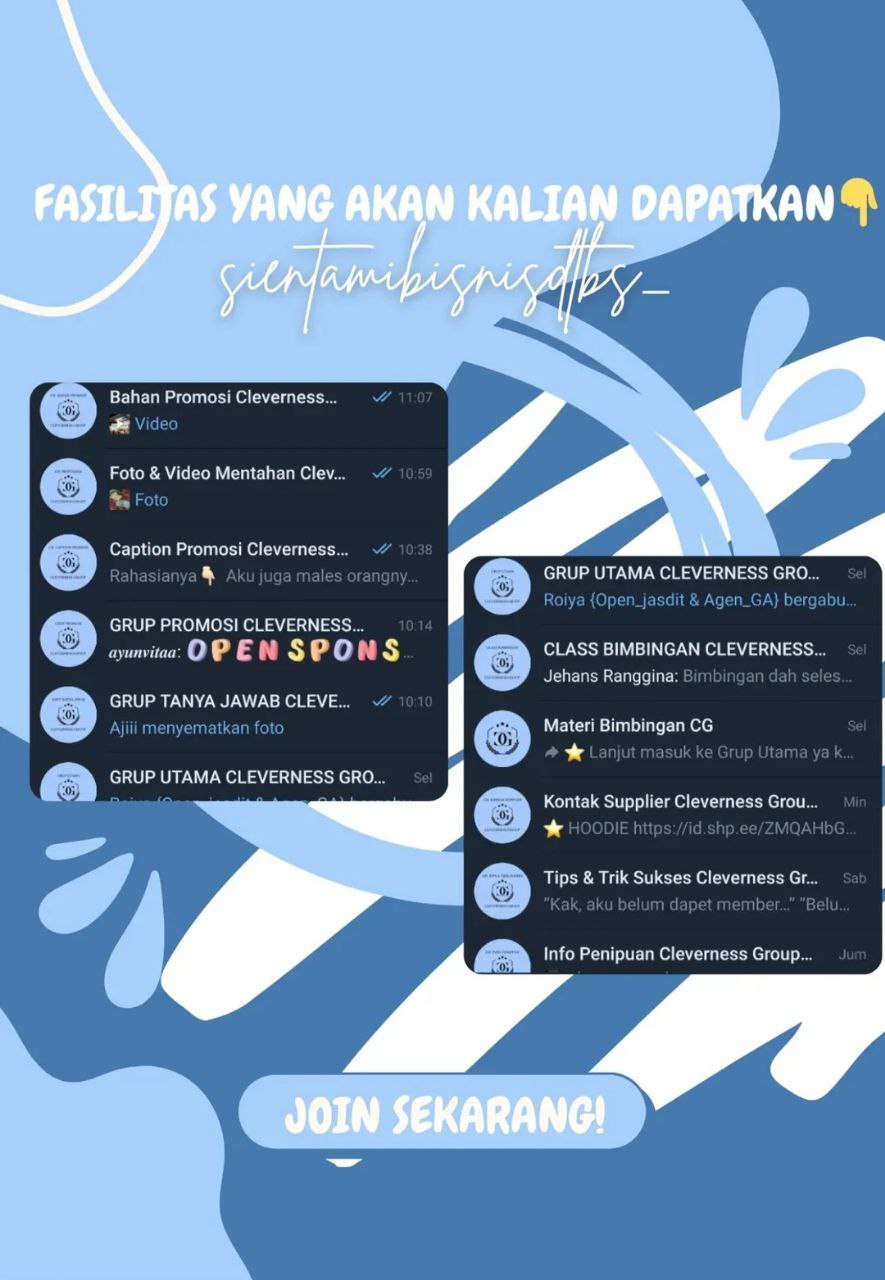 FASILITAS YANG AKAN KALIAN DAPATKAN👇
sientamibisnisdtbs_
Bahan Promosi Cleverness... 11:07
Video
Foto & Video Mentahan Clev... 10:59
Foto
Caption Promosi Cleverness... 10:38
Rahasianya👇🏻 Aku juga males orangny...
GRUP PROMOSI CLEVERNESS... 10:14
ayunvitaa: OPEN SPONS...
GRUP TANYA JAWAB CLEVE... 10:10
Ajiii menyematkan foto
GRUP UTAMA CLEVERNESS GRO... Sel
GRUP UTAMA CLEVERNESS GRO... Sel
Roiya {Open_jasdit & Agen_GA} bergabu...
CLASS BIMBINGAN CLEVERNESS... Sel
Jehans Ranggina: Bimbingan dah seles...
Materi Bimbingan CG Sel
⭐ Lanjut masuk ke Grup Utama ya k...
Kontak Supplier Cleverness Grou... Min
⭐ HOODIE https://id.shp.ee/ZMQAHbG...
Tips & Trik Sukses Cleverness Gr... Sab
"Kak, aku belum dapet member..." "Belu...
Info Penipuan Cleverness Group... Jum
JOIN SEKARANG!